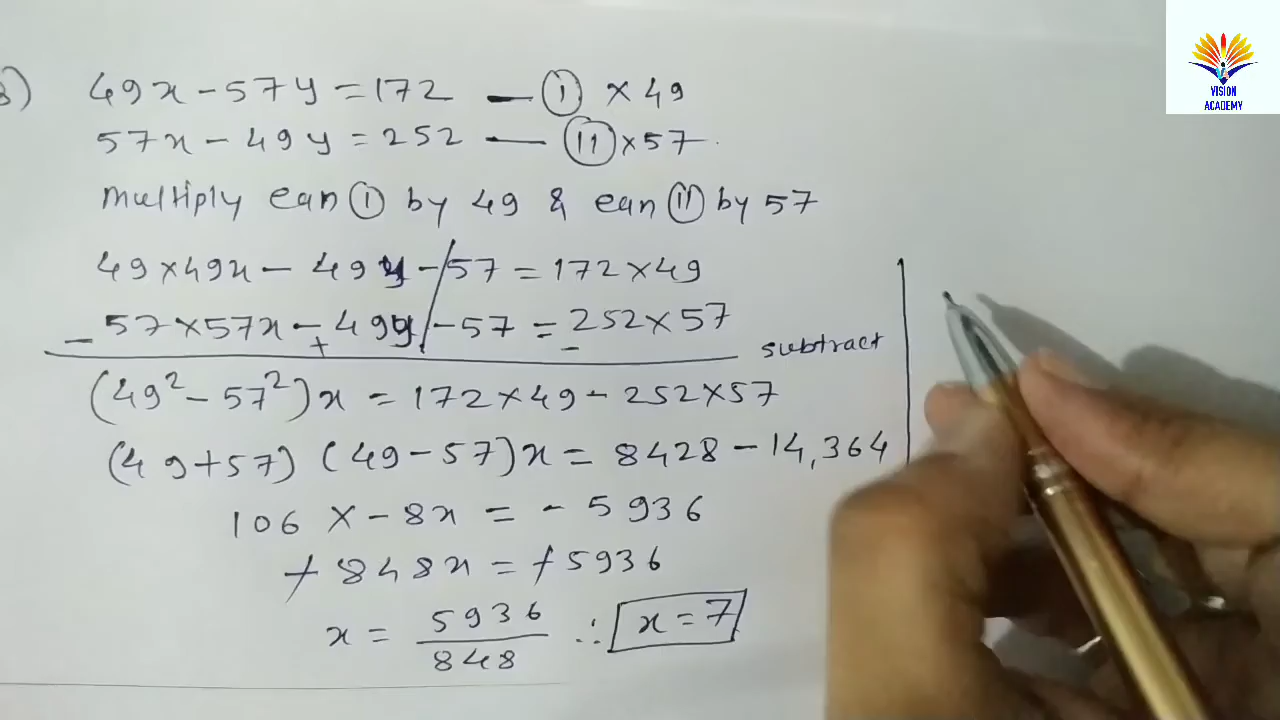 3) 49x - 57y = 172 — (I) × 49
57x - 49y = 252 — (II) × 57
multiply eqn (I) by 49 & eqn (II) by 57
49×49x - 49y - 57 = 172×49
- 57×57x - + 49y - 57 = - 252×57
subtract
(49² - 57²)x = 172×49 - 252×57
(49+57) (49-57)x = 8428 - 14,364
106 × - 8x = - 5936
- 848x = - 5936
x = 5936/848 ∴ x = 7
VISION
ACADEMY